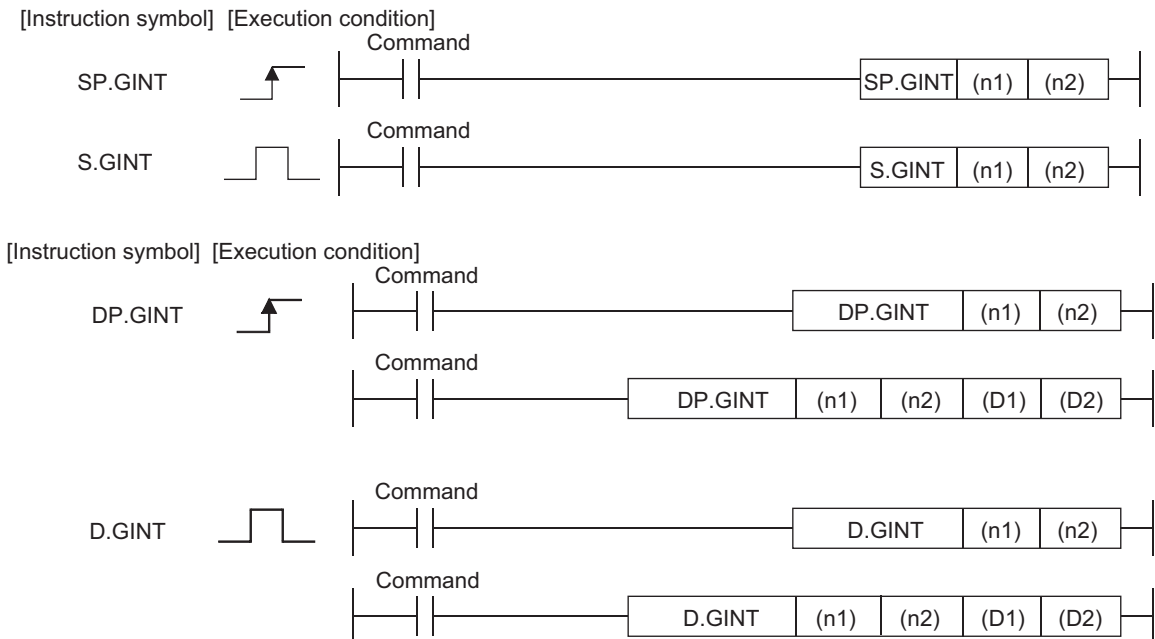 [Instruction symbol] [Execution condition]
Command
SP.GINT SP.GINT (n1) (n2)
Command
S.GINT S.GINT (n1) (n2)
[Instruction symbol] [Execution condition]
Command
DP.GINT DP.GINT (n1) (n2)
Command
DP.GINT (n1) (n2) (D1) (D2)
Command
D.GINT D.GINT (n1) (n2)
Command
D.GINT (n1) (n2) (D1) (D2)